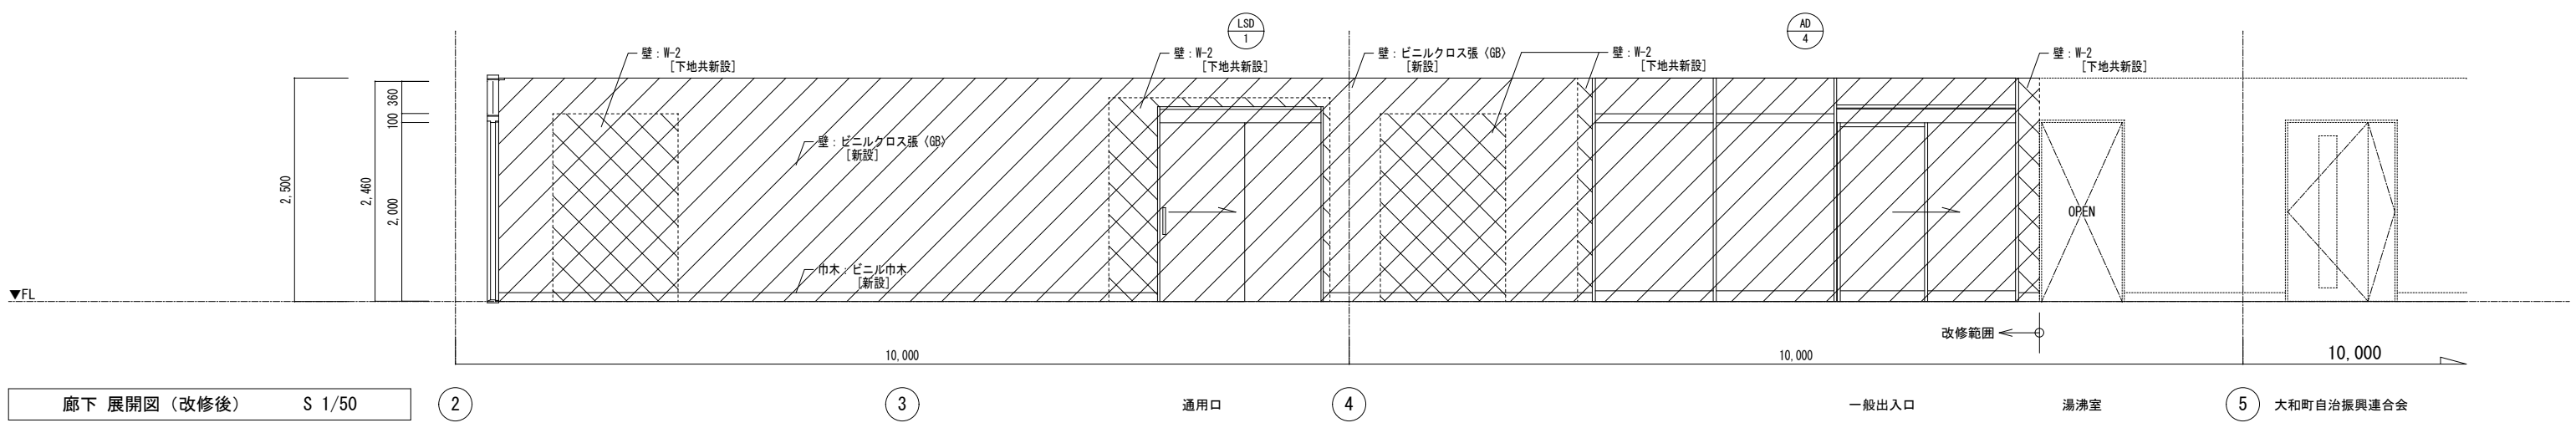 LSD
1
AD
4
壁：W-2
[下地共新設]
壁：W-2
[下地共新設]
壁：ビニルクロス張〈GB〉
[新設]
壁：W-2
[下地共新設]
壁：W-2
[下地共新設]
360
100
2,000
2,460
2,500
壁：ビニルクロス張〈GB〉
[新設]
巾木：ビニル巾木
[新設]
OPEN
▼FL
改修範囲
10,000
10,000
10,000
廊下 展開図（改修後） S 1/50
2
3
通用口
4
一般出入口
湯沸室
5
大和町自治振興連合会